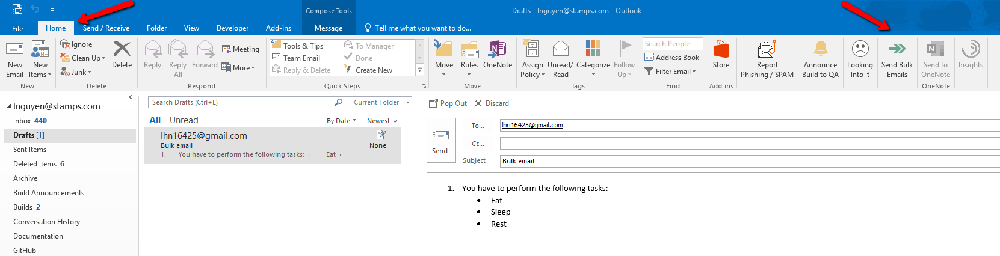 Compose Tools
Drafts - lnguyen@stamps.com - Outlook
File Home Send / Receive Folder View Developer Add-ins Message Tell me what you want to do...
New Email
New Items
New
Ignore
Clean Up
Junk
Delete
Delete
Reply
Reply All
Forward
Meeting
More
Respond
Tools & Tips
Team Email
Reply & Delete
To Manager
Done
Create New
Quick Steps
Move
Rules
OneNote
Move
Assign Policy
Unread/ Read
Categorize
Follow Up
Tags
Search People
Address Book
Filter Email
Find
Store
Add-ins
Report Phishing / SPAM
Announce Build to QA
Looking Into It
Send Bulk Emails
Send to OneNote
OneNote
Insights
lnguyen@stamps.com
Inbox 440
Drafts [1]
Sent Items
Deleted Items 6
Archive
Build Announcements
Builds 2
Conversation History
Documentation
GitHub
Search Drafts (Ctrl+E)
Current Folder
All Unread
By Date Newest
lhn16425@gmail.com
Bulk email
None
1. You have to perform the following tasks: · Eat ·
Pop Out Discard
Send
To... lhn16425@gmail.com
Cc...
Subject Bulk email
1. You have to perform the following tasks:
• Eat
• Sleep
• Rest